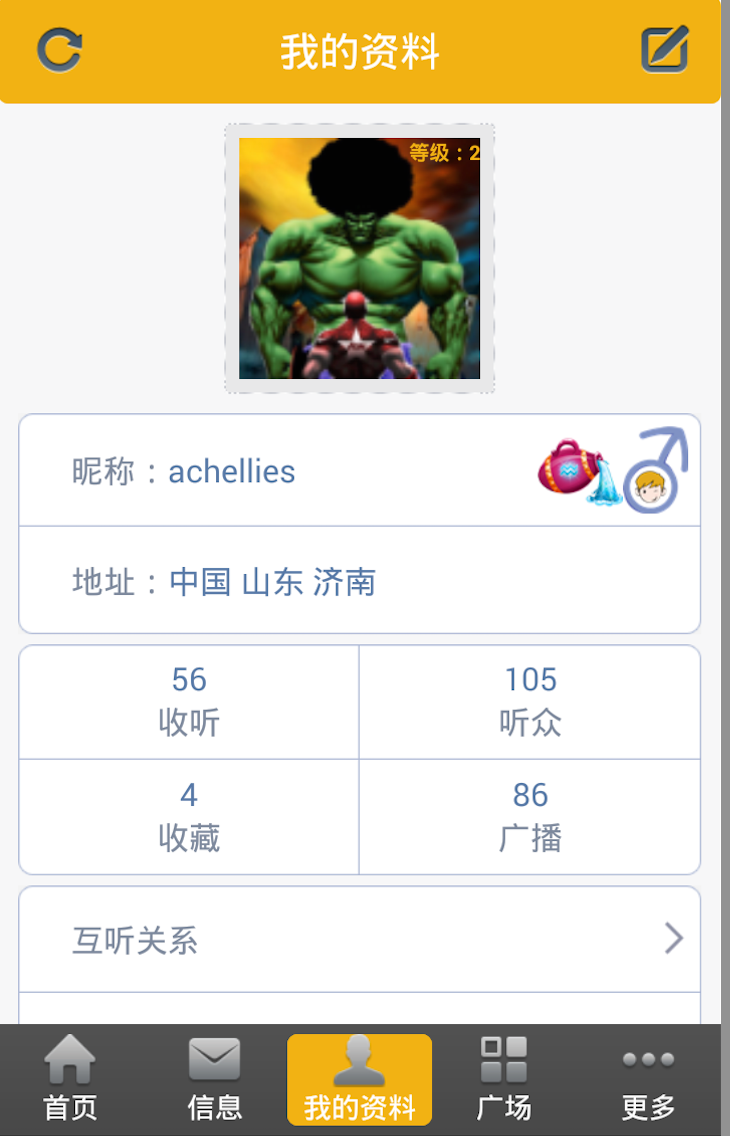 我的资料
等级：2
昵称：achellies
地址：中国 山东 济南
56
收听
105
听众
4
收藏
86
广播
互听关系
首页
信息
我的资料
广场
更多